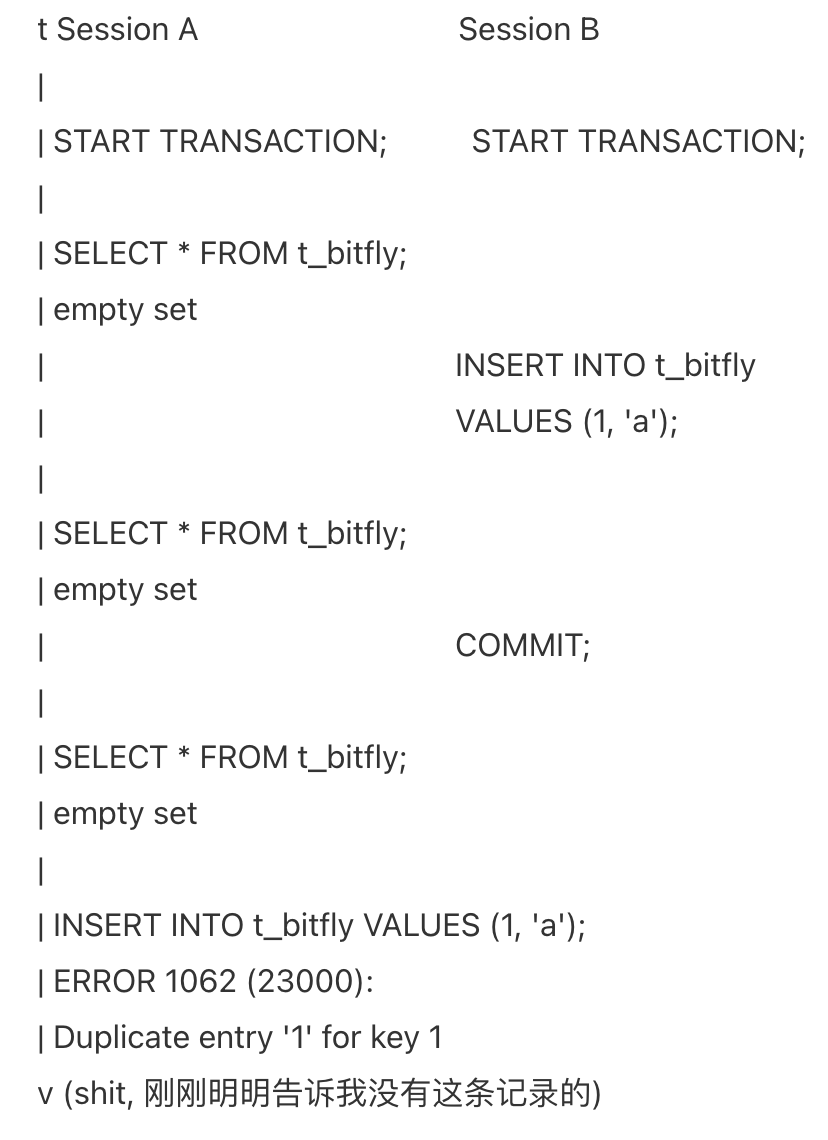 t Session A                    Session B
|
| START TRANSACTION;           START TRANSACTION;
|
| SELECT * FROM t_bitfly;
| empty set
|                              INSERT INTO t_bitfly
|                              VALUES (1, 'a');
|
| SELECT * FROM t_bitfly;
| empty set
|                              COMMIT;
|
| SELECT * FROM t_bitfly;
| empty set
|
| INSERT INTO t_bitfly VALUES (1, 'a');
| ERROR 1062 (23000):
| Duplicate entry '1' for key 1
v (shit, 刚刚明明告诉我没有这条记录的)